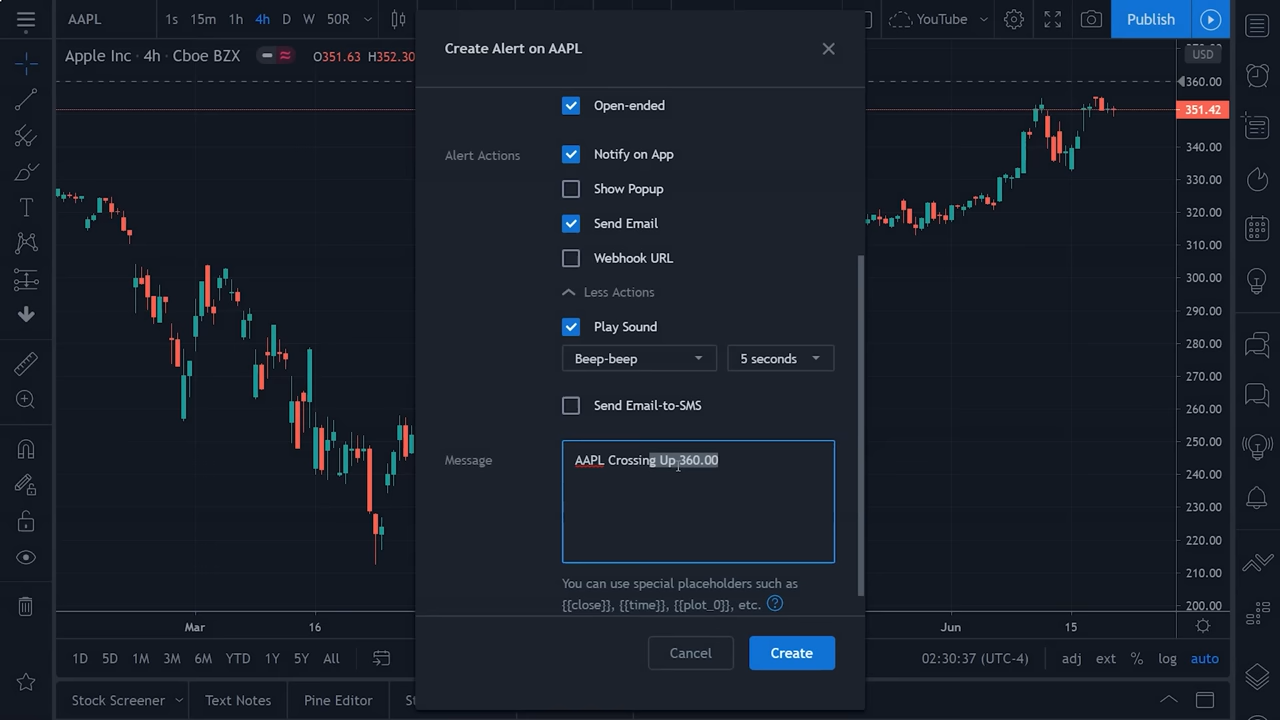 AAPL 1s 15m 1h 4h D W 50R
YouTube Publish
Apple Inc · 4h · Cboe BZX O351.63 H352.30
Create Alert on AAPL
Open-ended
Alert Actions
Notify on App
Show Popup
Send Email
Webhook URL
Less Actions
Play Sound
Beep-beep 5 seconds
Send Email-to-SMS
Message
AAPL Crossing Up 360.00
You can use special placeholders such as
{{close}}, {{time}}, {{plot_0}}, etc.
Cancel Create
USD
360.00
351.42
340.00
330.00
320.00
310.00
300.00
290.00
280.00
270.00
260.00
250.00
240.00
230.00
220.00
210.00
200.00
Mar 16 Jun 15
1D 5D 1M 3M 6M YTD 1Y 5Y All
02:30:37 (UTC-4) adj ext % log auto
Stock Screener Text Notes Pine Editor